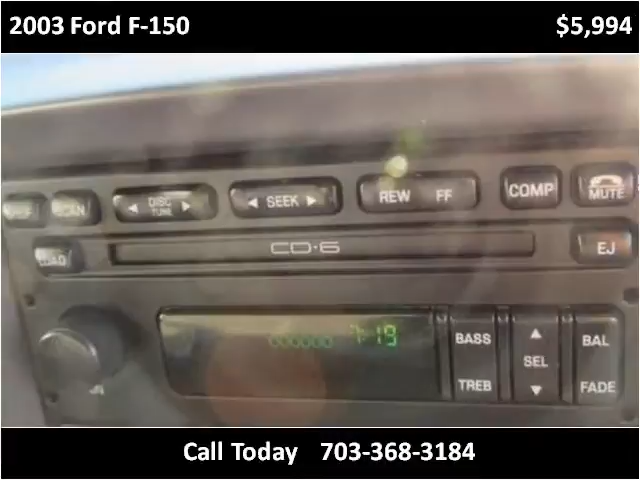 2003 Ford F-150 $5,994
SCAN DISC TUNE SEEK REW FF COMP MUTE
LOAD CD·6 EJ
7:19
BASS SEL BAL
TREB FADE
Call Today 703-368-3184